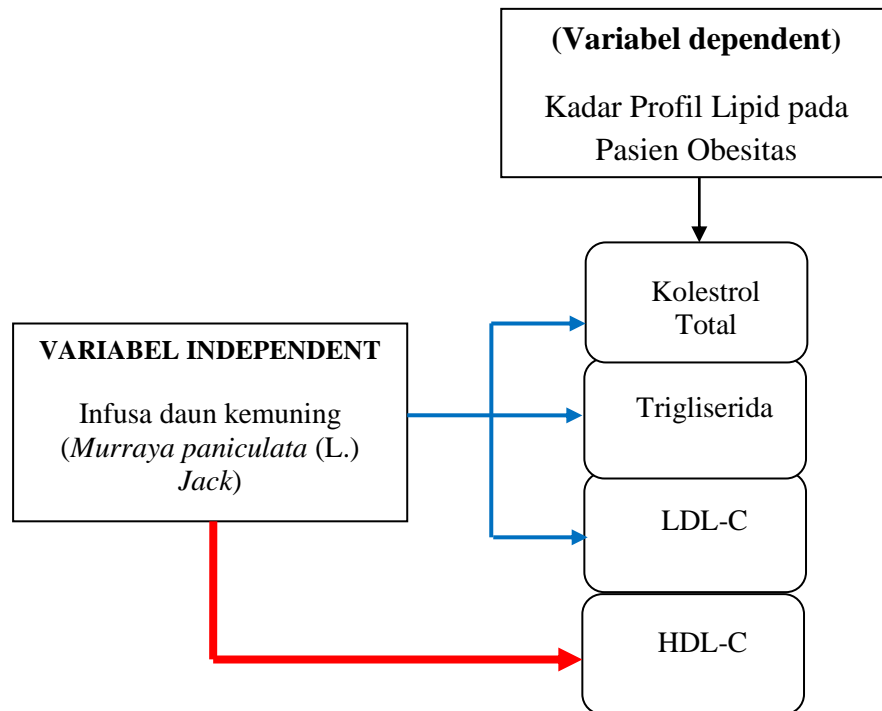 (Variabel dependent)
Kadar Profil Lipid pada
Pasien Obesitas
Kolestrol
Total
VARIABEL INDEPENDENT
Infusa daun kemuning
(Murraya paniculata (L.)
Jack)
Trigliserida
LDL-C
HDL-C